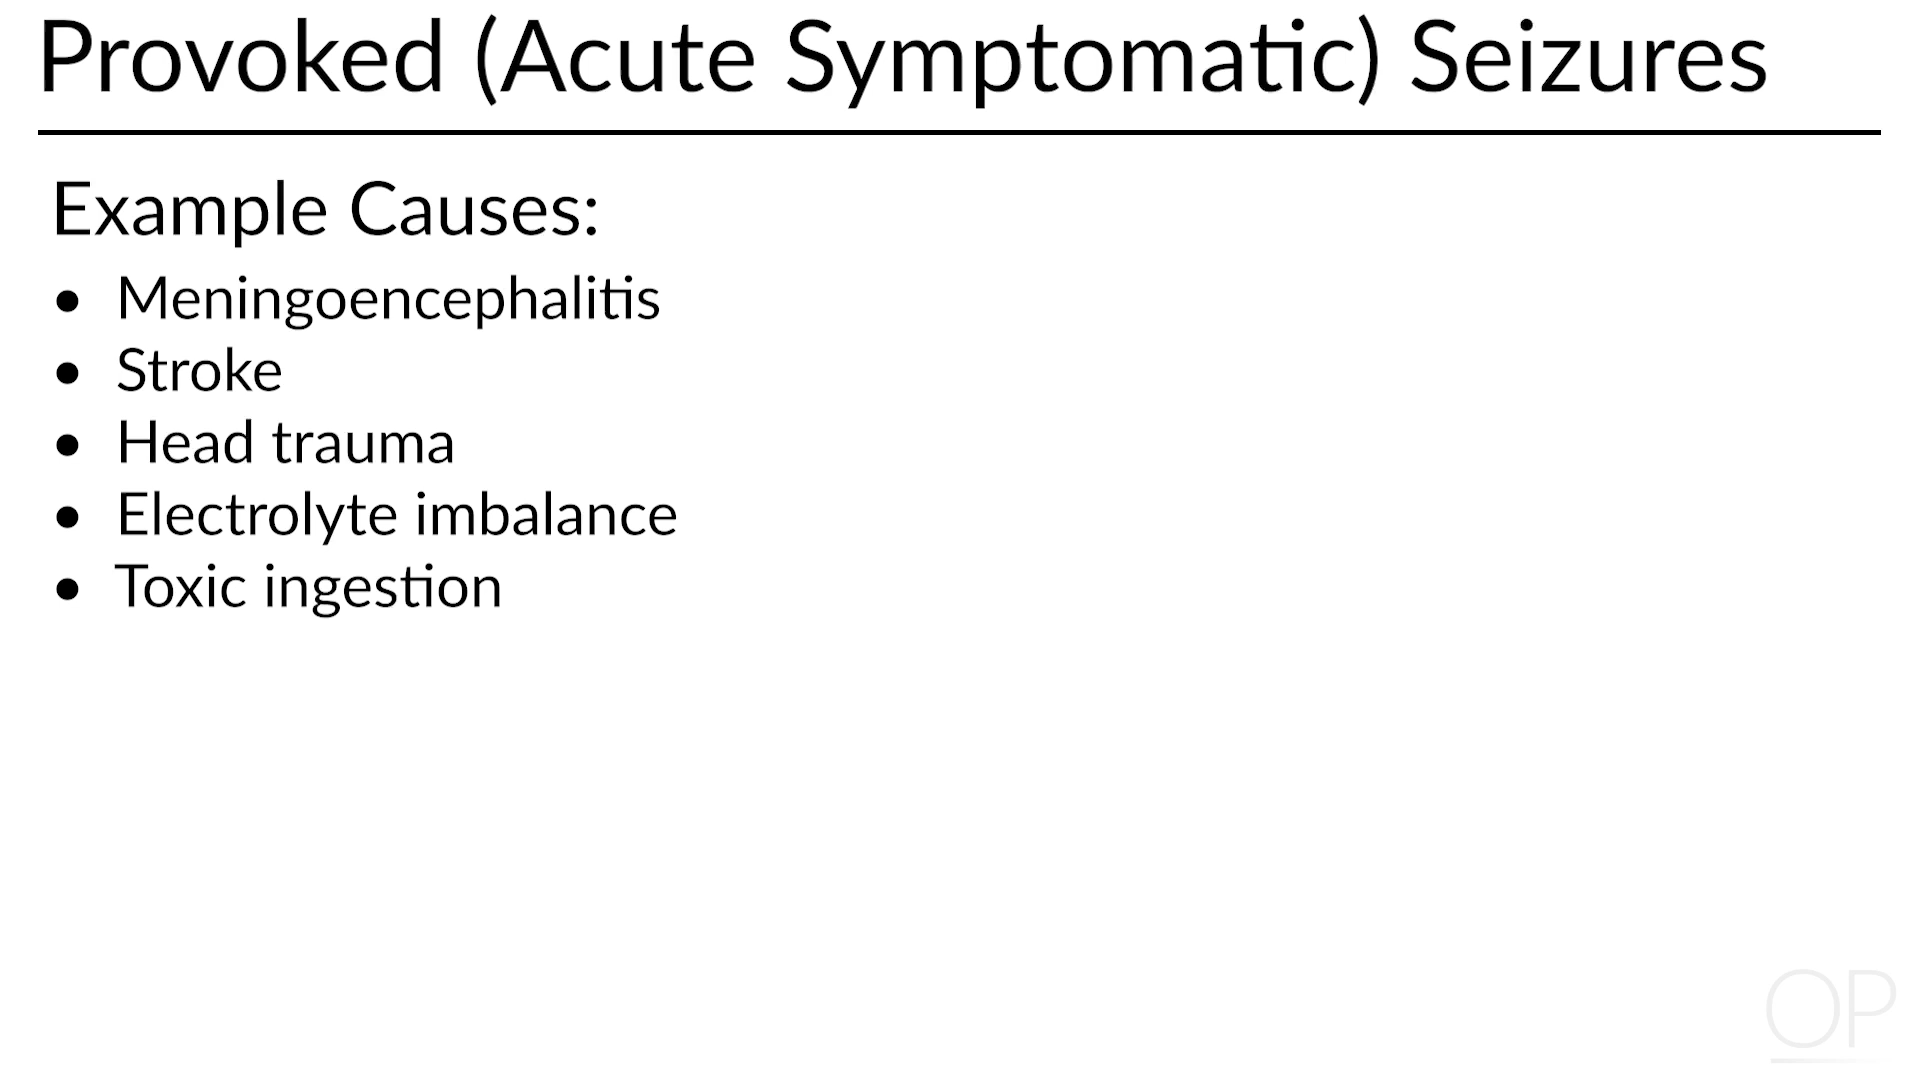 Provoked (Acute Symptomatic) Seizures
Example Causes:
• Meningoencephalitis
• Stroke
• Head trauma
• Electrolyte imbalance
• Toxic ingestion
OP